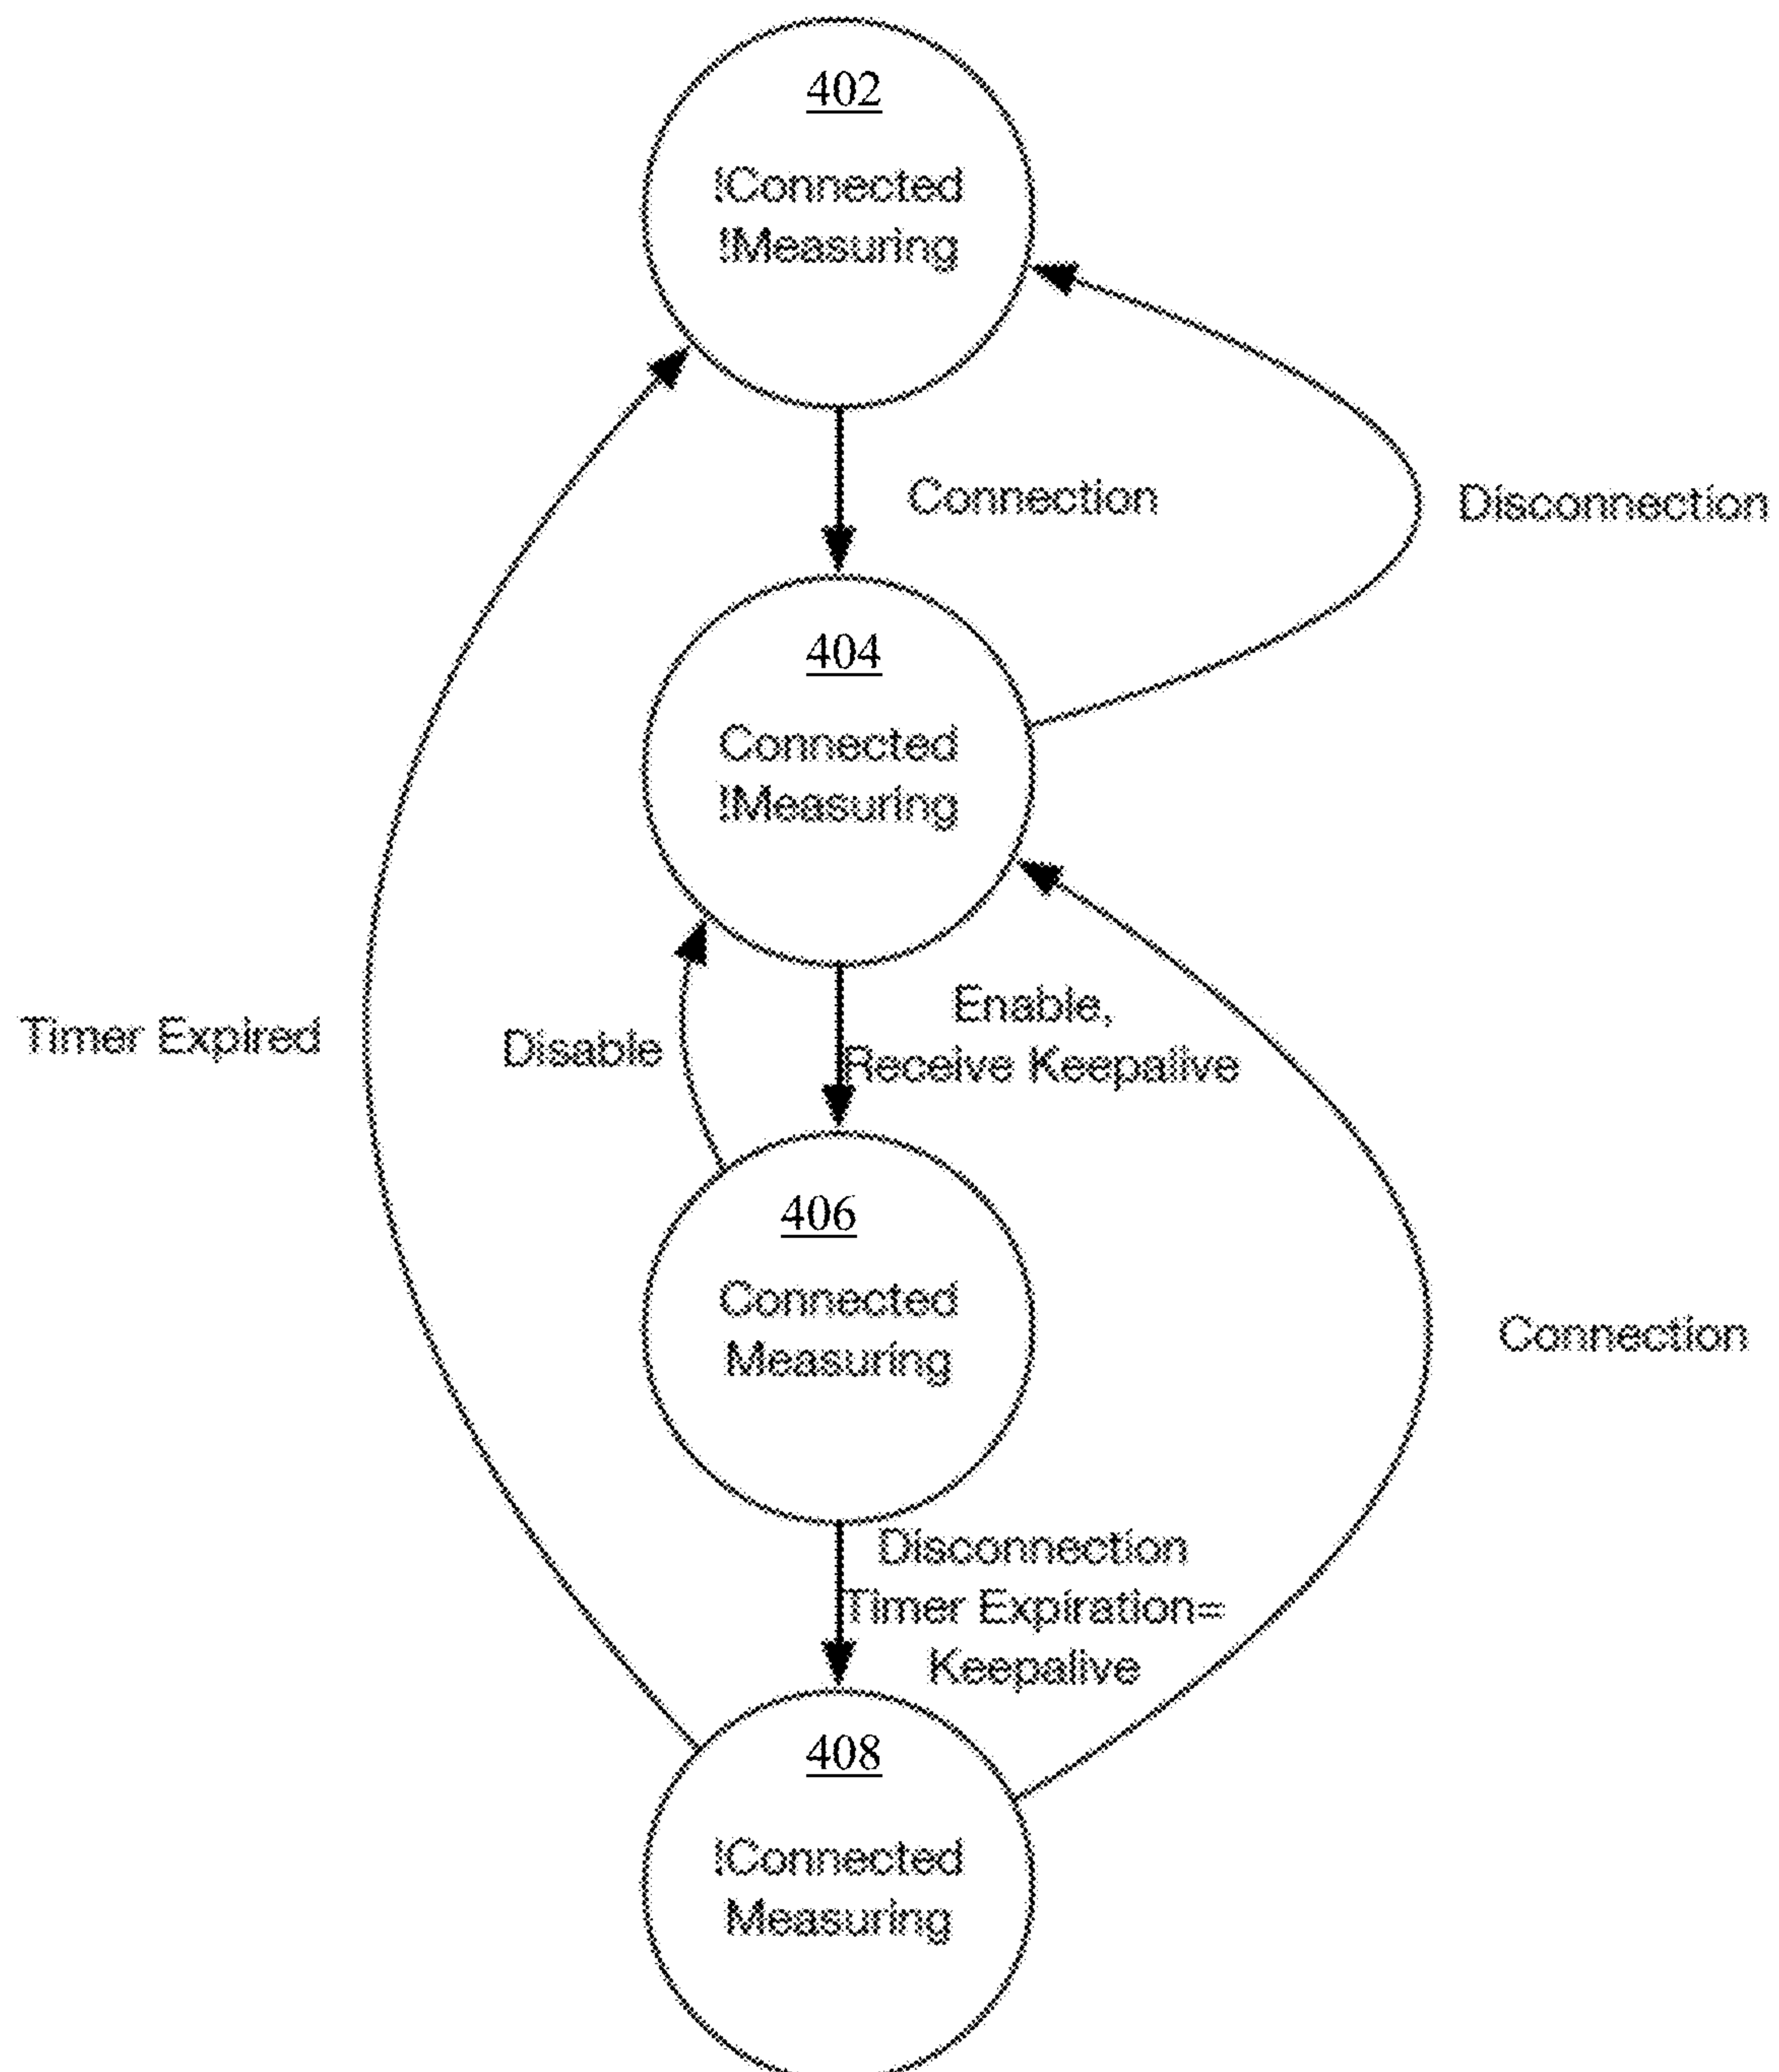 402
!Connected
!Measuring
Connection
Disconnection
404
Connected
!Measuring
Timer Expired
Disable
Enable,
Receive Keepalive
406
Connected
Measuring
Connection
Disconnection
Timer Expiration=
Keepalive
408
!Connected
Measuring